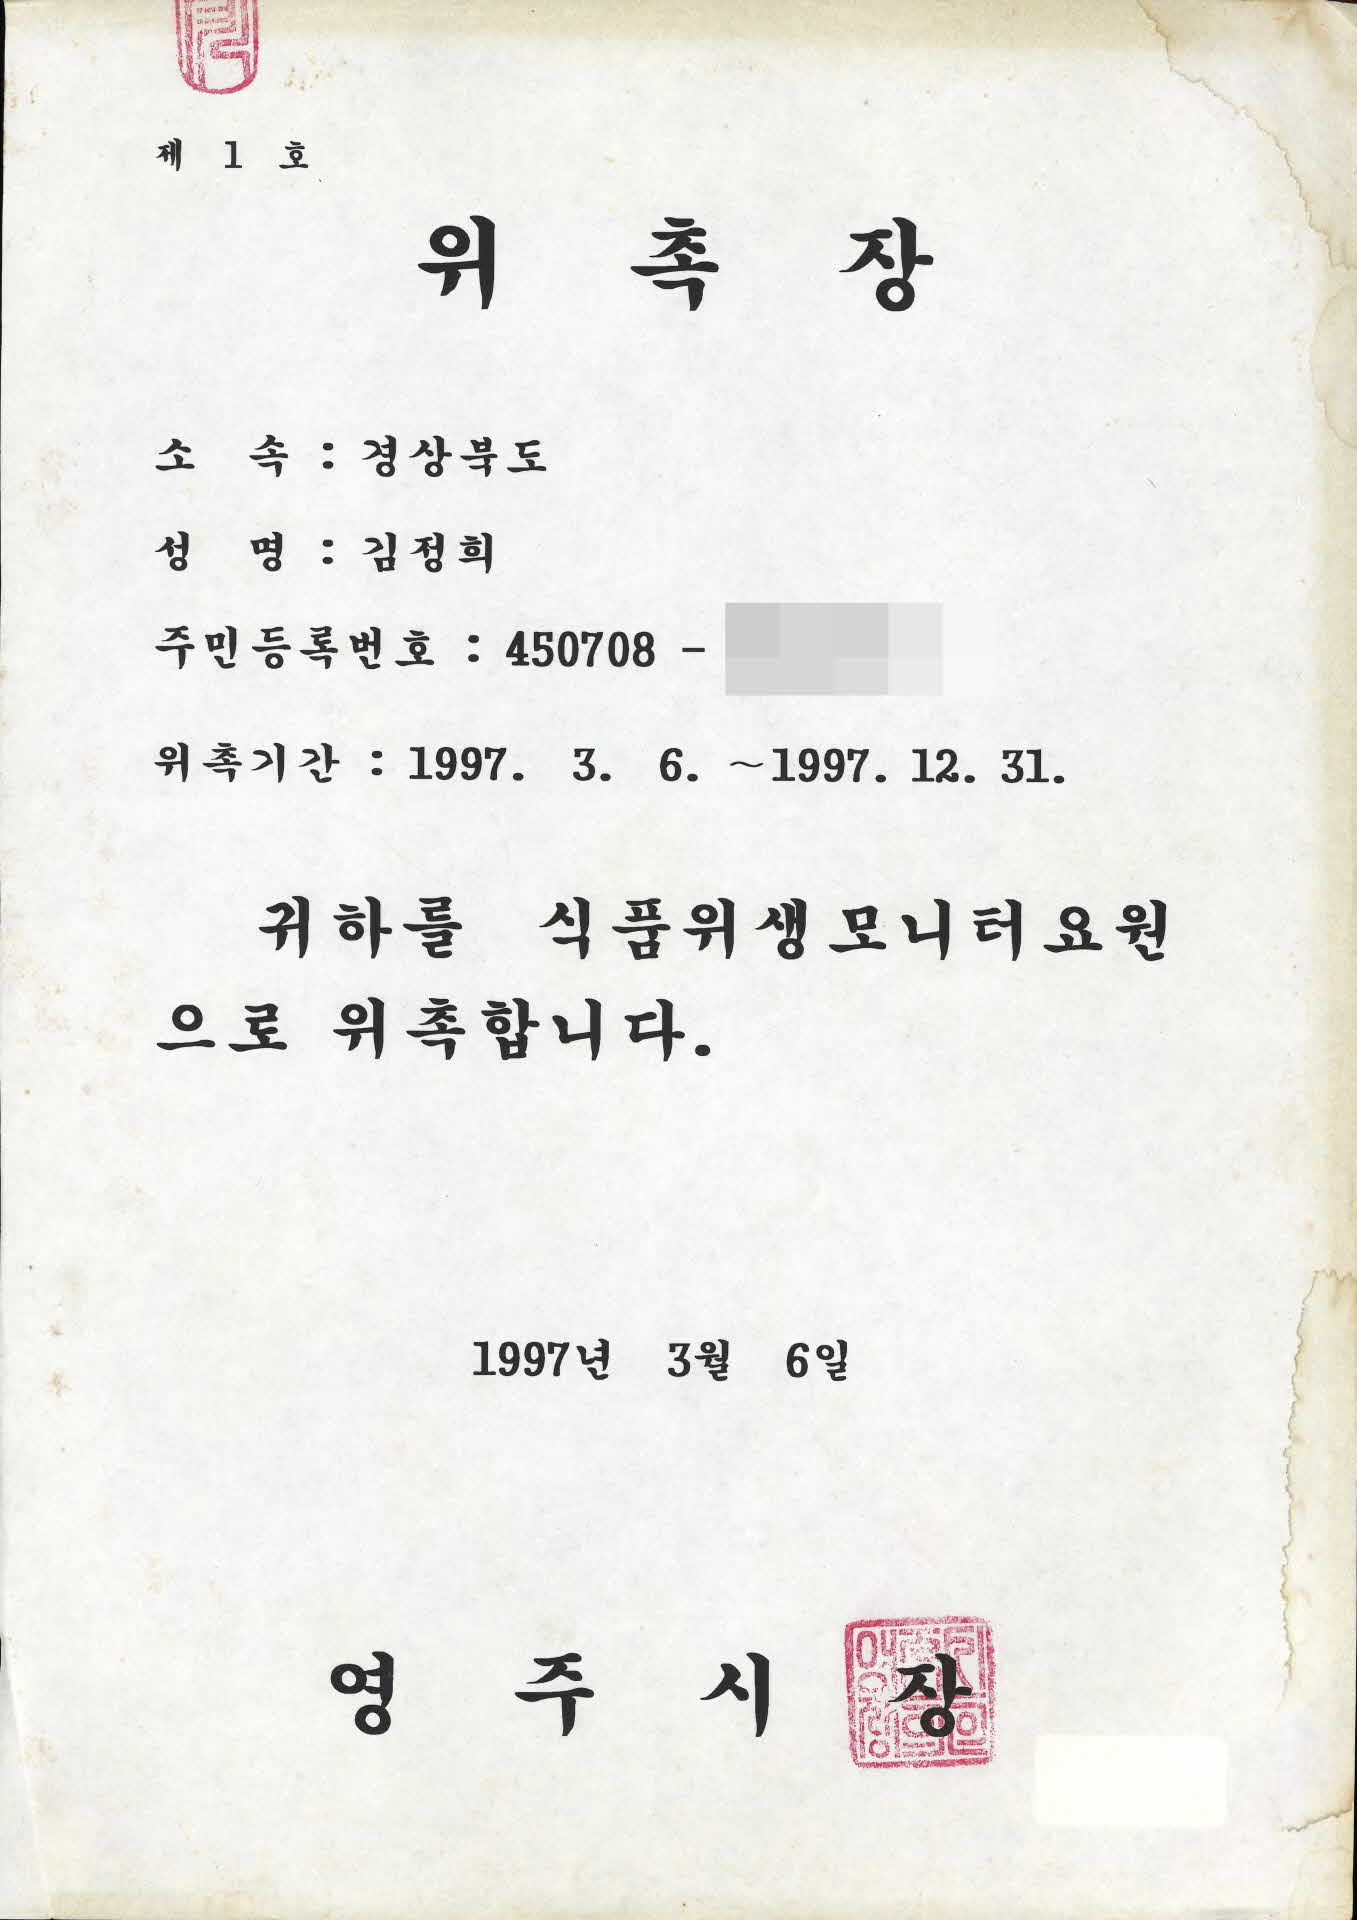 제 1 호
위 촉 장
소 속 : 경상북도
성 명 : 김정희
주민등록번호 : 450708 -
위촉기간 : 1997. 3. 6. ~1997. 12. 31.
귀하를 식품위생모니터요원
으로 위촉합니다.
1997년 3월 6일
영 주 시 장